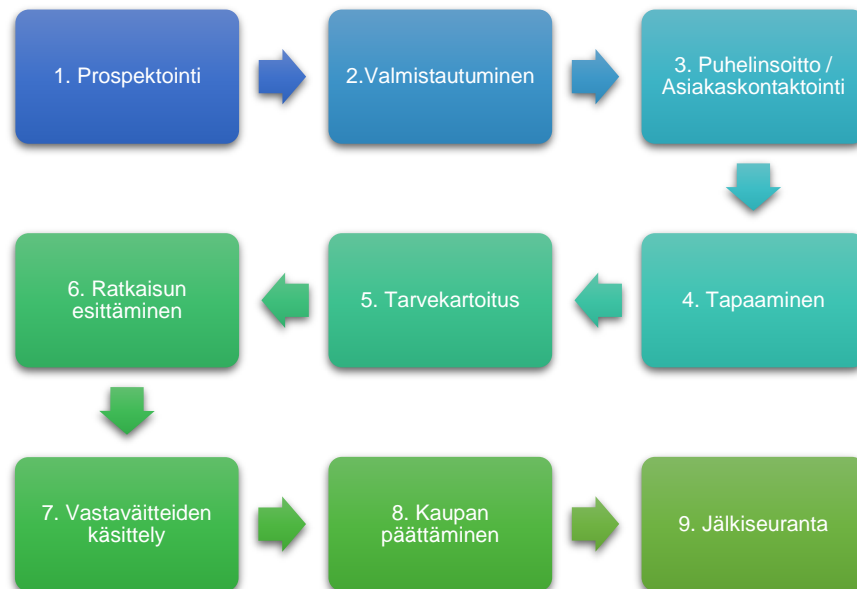 1. Prospektointi
2.Valmistautuminen
3. Puhelinsoitto /
Asiakaskontaktointi
4. Tapaaminen
5. Tarvekartoitus
6. Ratkaisun
esittäminen
7. Vastaväitteiden
käsittely
8. Kaupan
päättäminen
9. Jälkiseuranta